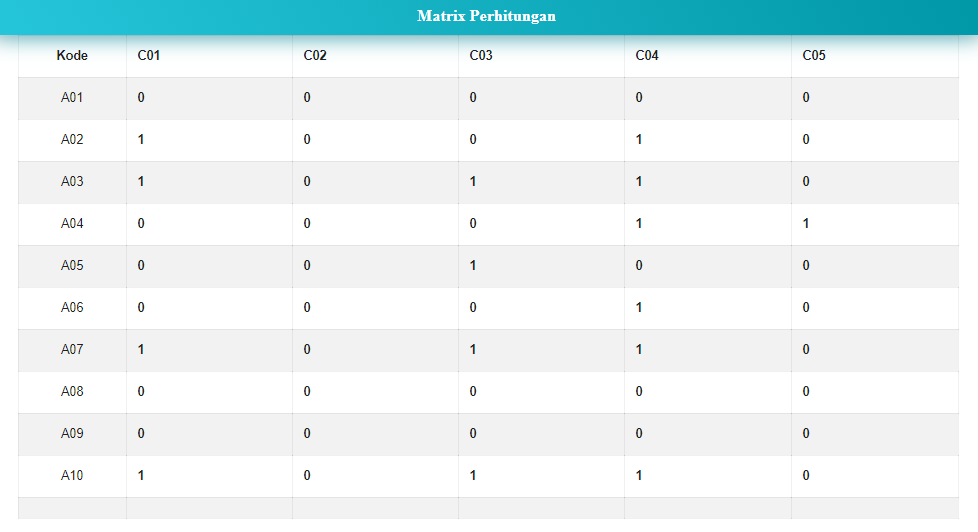 Matrix Perhitungan
Kode C01 C02 C03 C04 C05
A01 0 0 0 0 0
A02 1 0 0 1 0
A03 1 0 1 1 0
A04 0 0 0 1 1
A05 0 0 1 0 0
A06 0 0 0 1 0
A07 1 0 1 1 0
A08 0 0 0 0 0
A09 0 0 0 0 0
A10 1 0 1 1 0